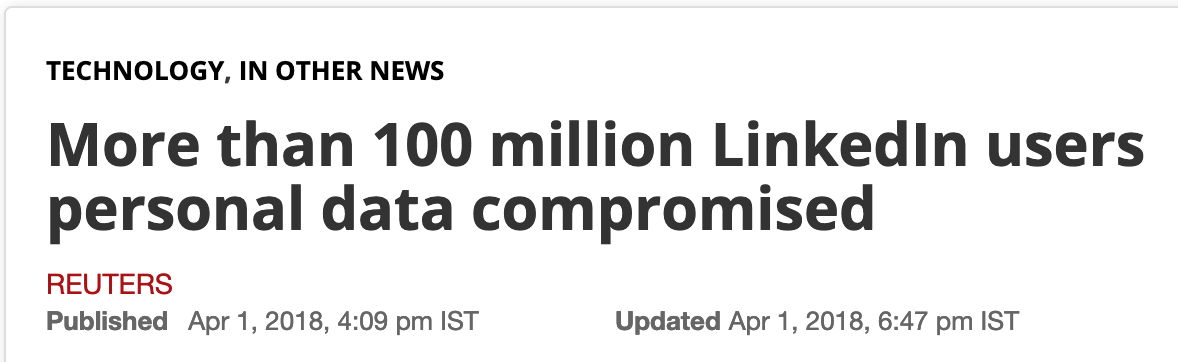 TECHNOLOGY, IN OTHER NEWS
More than 100 million LinkedIn users
personal data compromised
REUTERS
Published Apr 1, 2018, 4:09 pm IST Updated Apr 1, 2018, 6:47 pm IST